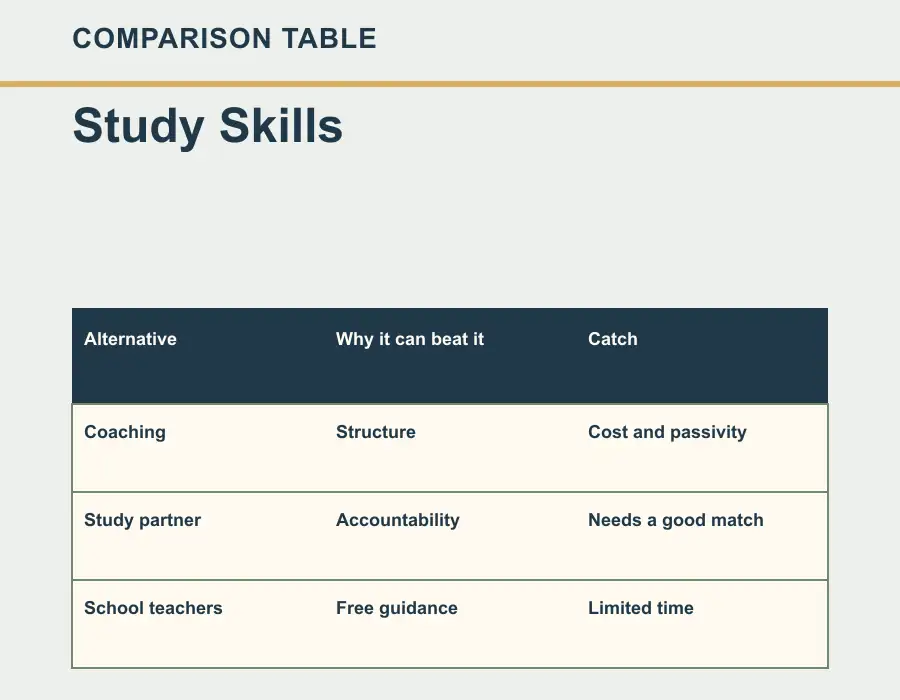 COMPARISON TABLE
Study Skills
Alternative Why it can beat it Catch
Coaching Structure Cost and passivity
Study partner Accountability Needs a good match
School teachers Free guidance Limited time